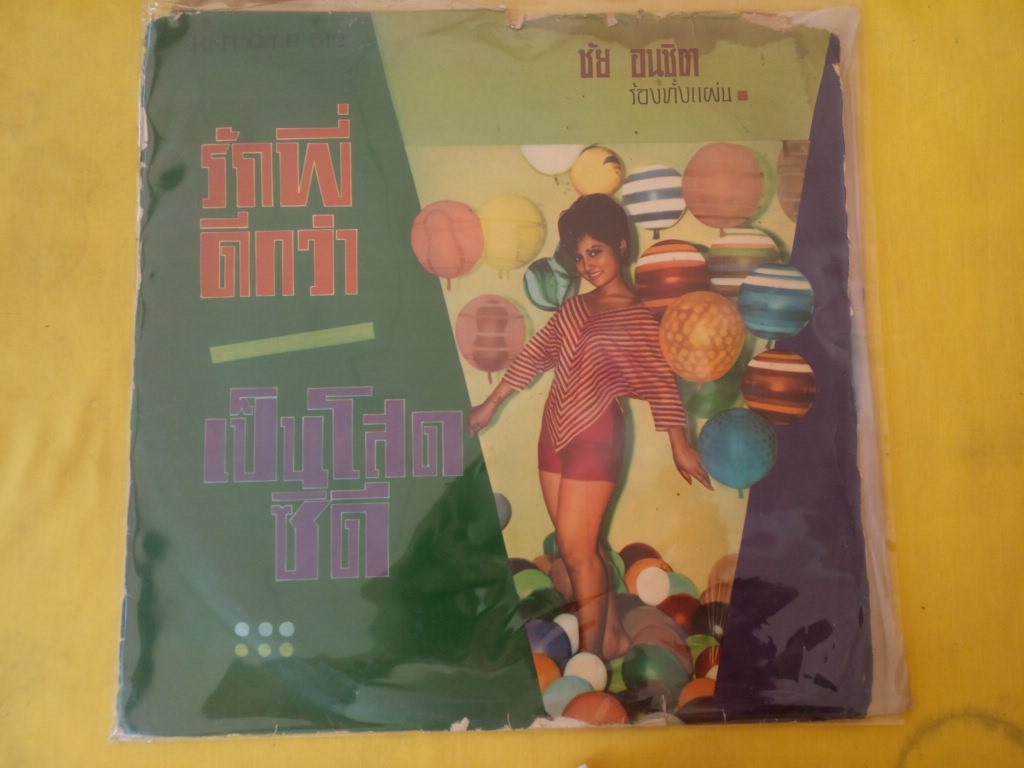 ชัย อนุชิต
ร้องทั้งแผ่น
รักพี่
ดีกว่า
เป็นโสด
ซิดี